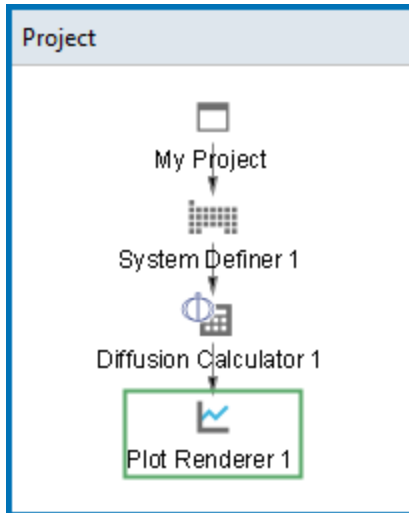 Project
My Project
System Definer 1
Diffusion Calculator 1
Plot Renderer 1